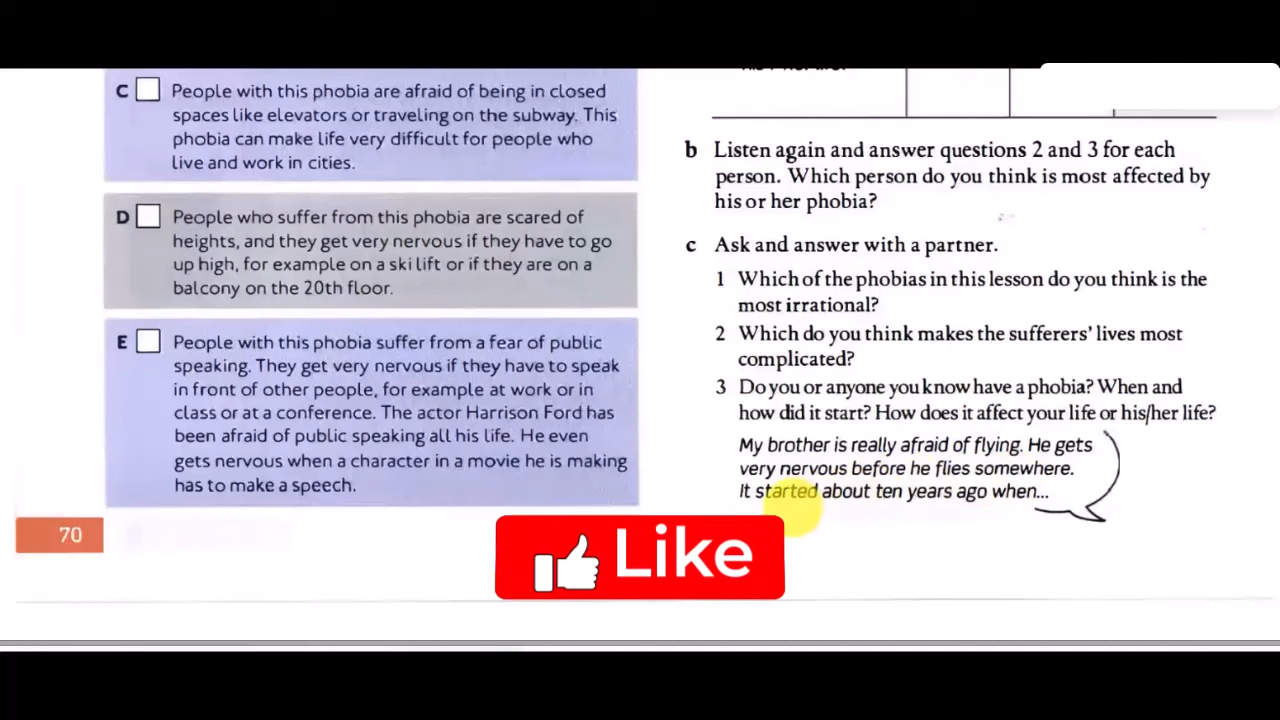 C People with this phobia are afraid of being in closed
spaces like elevators or traveling on the subway. This
phobia can make life very difficult for people who
live and work in cities.
D People who suffer from this phobia are scared of
heights, and they get very nervous if they have to go
up high, for example on a ski lift or if they are on a
balcony on the 20th floor.
E People with this phobia suffer from a fear of public
speaking. They get very nervous if they have to speak
in front of other people, for example at work or in
class or at a conference. The actor Harrison Ford has
been afraid of public speaking all his life. He even
gets nervous when a character in a movie he is making
has to make a speech.
70
b Listen again and answer questions 2 and 3 for each
person. Which person do you think is most affected by
his or her phobia?
c Ask and answer with a partner.
1 Which of the phobias in this lesson do you think is the
most irrational?
2 Which do you think makes the sufferers' lives most
complicated?
3 Do you or anyone you know have a phobia? When and
how did it start? How does it affect your life or his/her life?
My brother is really afraid of flying. He gets
very nervous before he flies somewhere.
It started about ten years ago when...
Like